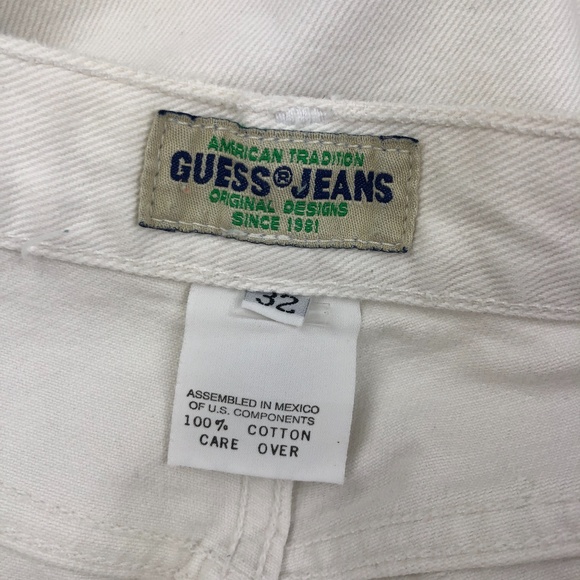 AMERICAN TRADITION
GUESS® JEANS
ORIGINAL DESIGNS
SINCE 1981
32
ASSEMBLED IN MEXICO
OF U.S. COMPONENTS
100% COTTON
CARE OVER